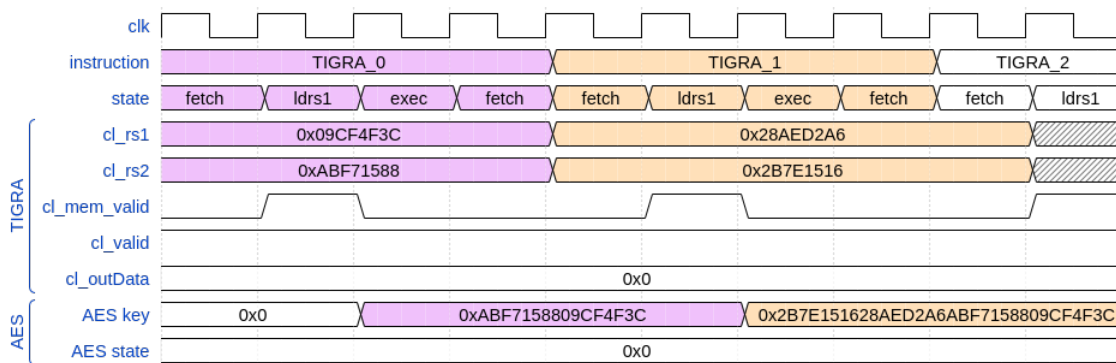 clk
instruction TIGRA_0 TIGRA_1 TIGRA_2
state fetch ldrs1 exec fetch fetch ldrs1 exec fetch fetch ldrs1
TIGRA
cl_rs1 0x09CF4F3C 0x28AED2A6
cl_rs2 0xABF71588 0x2B7E1516
cl_mem_valid
cl_valid
cl_outData 0x0
AES
AES key 0x0 0xABF7158809CF4F3C 0x2B7E151628AED2A6ABF7158809CF4F3C
AES state 0x0